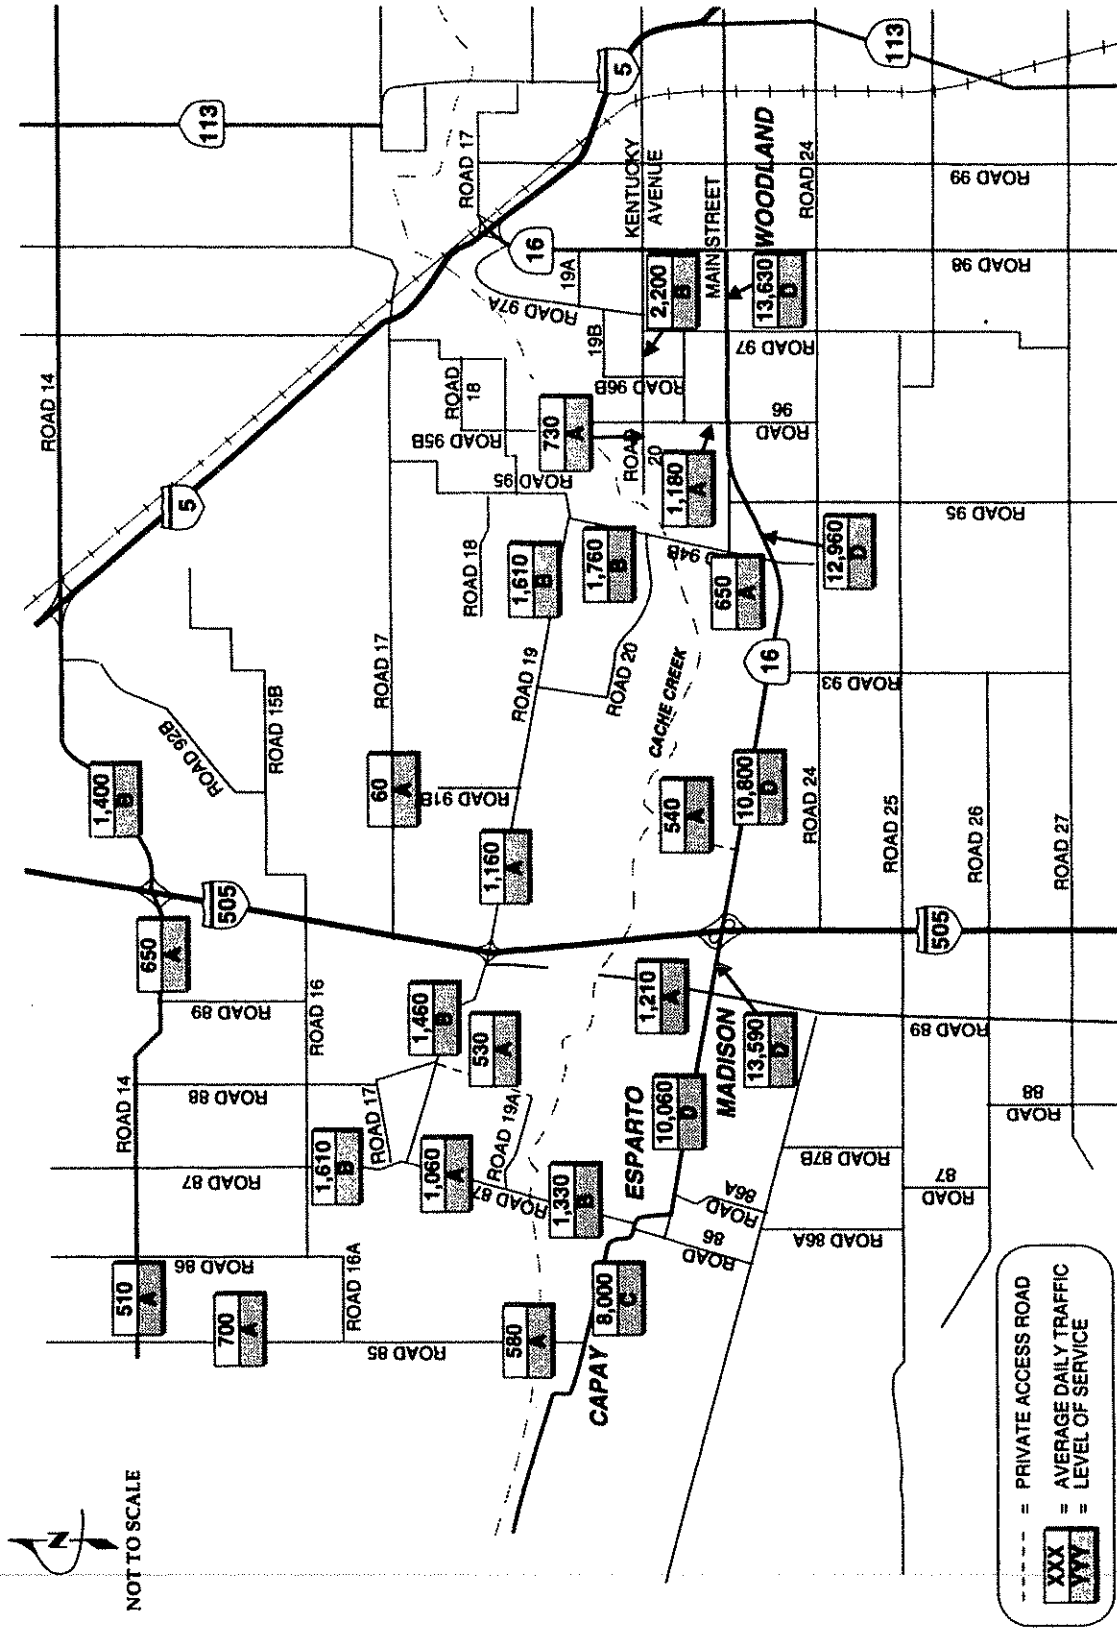 NOT TO SCALE
N
ROAD 14
5
113
ROAD 92B
ROAD 15B
1,400
B
505
650
A
ROAD 89
ROAD 16
ROAD 14
ROAD 88
ROAD 87
ROAD 86
510
A
700
A
ROAD 16A
ROAD 85
1,610
B
ROAD 17
1,460
B
530
A
1,060
A
ROAD 19A
ROAD 87
1,330
B
580
A
ROAD 17
60
A
ROAD 91B
1,160
A
ROAD 19
1,610
B
ROAD 18
1,760
B
ROAD 20
ROAD 95
ROAD 95B
ROAD
18
ROAD 17
5
16
ROAD 97A
19A
19B
ROAD 96B
730
A
ROAD
20
KENTUCKY
AVENUE
2,200
B
MAIN STREET
1,180
A
94B
650
A
CACHE CREEK
540
A
1,210
A
CAPAY
8,000
C
ESPARTO
10,060
D
MADISON
13,590
D
10,800
D
16
12,960
D
13,630
D
WOODLAND
113
ROAD 24
ROAD 99
ROAD 98
ROAD 97
96
ROAD
ROAD 95
ROAD 93
ROAD 24
ROAD 25
ROAD 26
ROAD 27
505
ROAD 89
88
ROAD
87
ROAD
ROAD 87B
86A
ROAD
86
ROAD
ROAD 86A
= PRIVATE ACCESS ROAD
XXX = AVERAGE DAILY TRAFFIC
YYY = LEVEL OF SERVICE